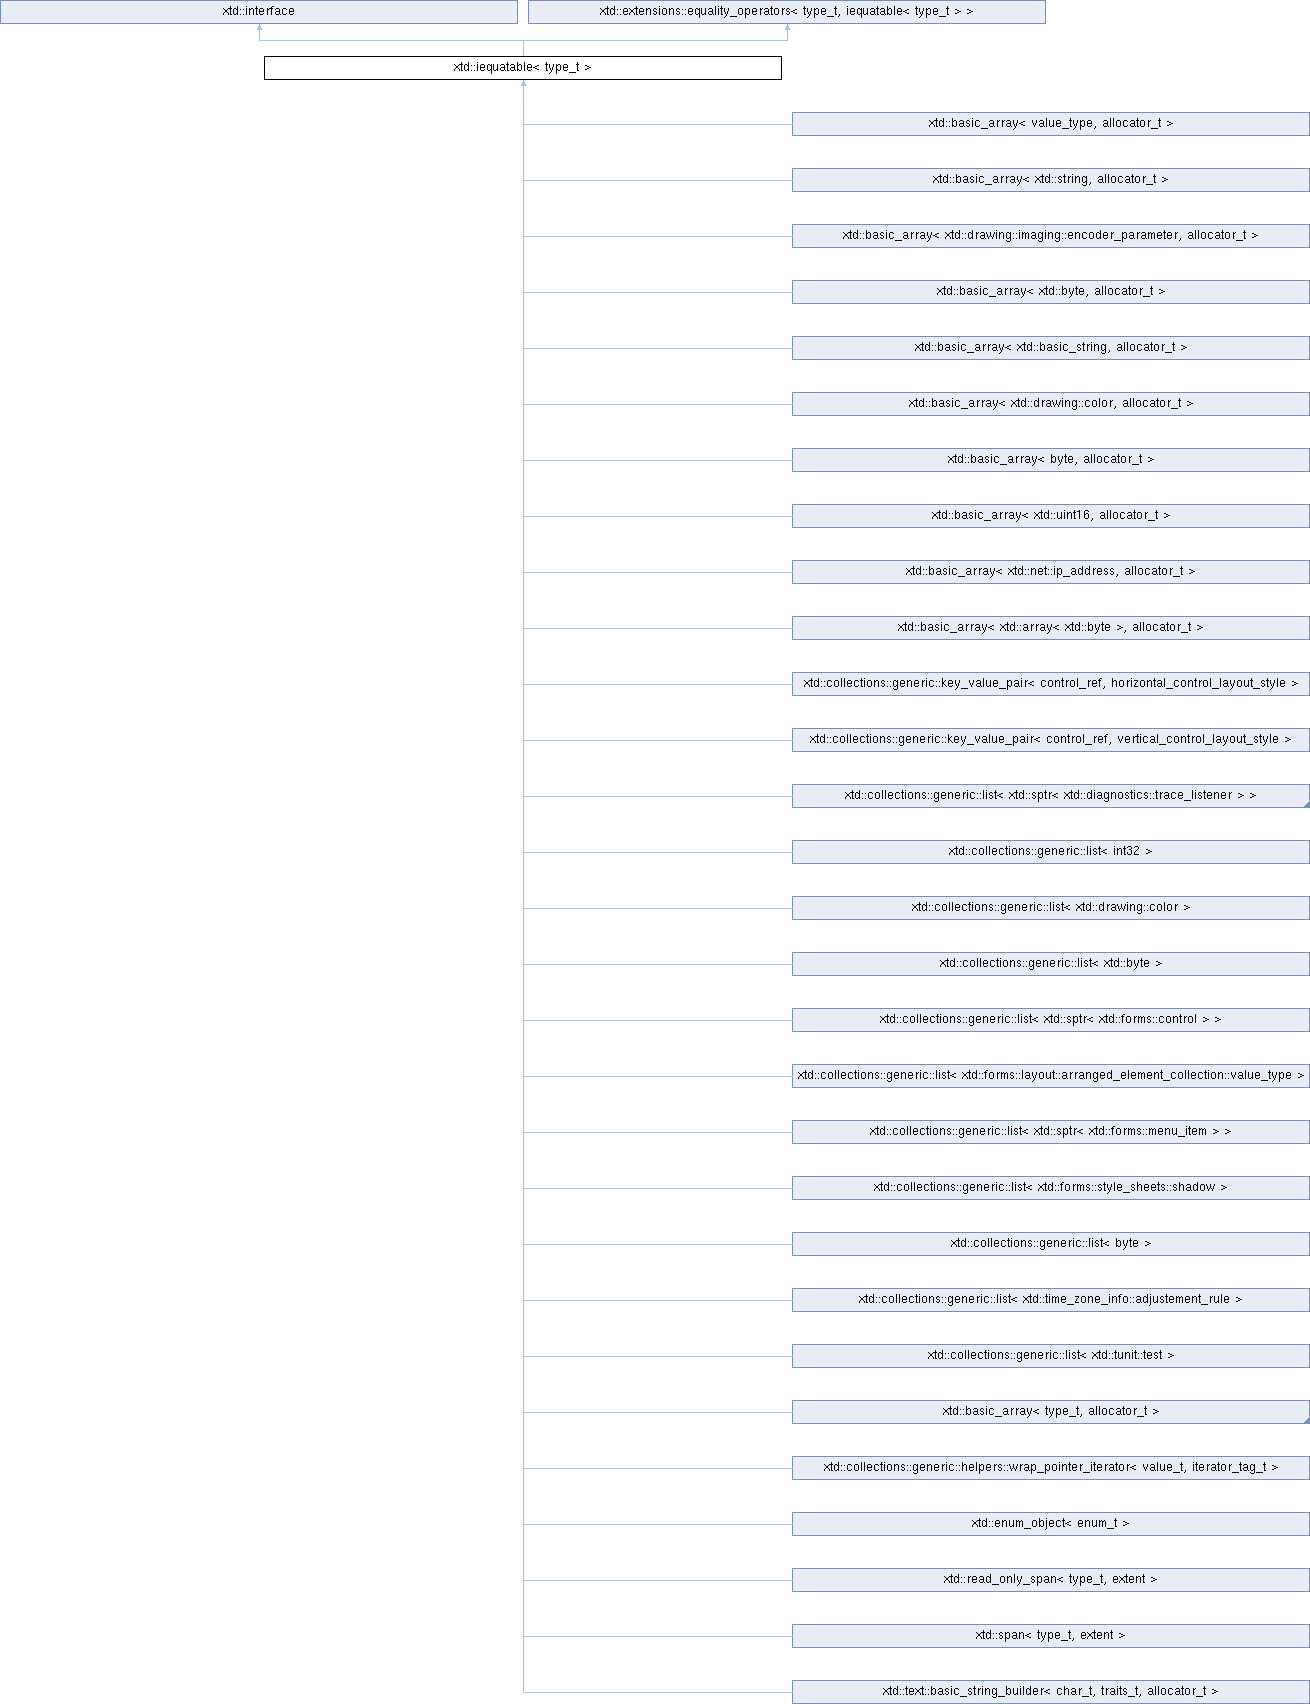 xtd::interface
xtd::extensions::equality_operators< type_t, iequatable< type_t > >
xtd::iequatable< type_t >
xtd::basic_array< value_type, allocator_t >
xtd::basic_array< xtd::string, allocator_t >
xtd::basic_array< xtd::drawing::imaging::encoder_parameter, allocator_t >
xtd::basic_array< xtd::byte, allocator_t >
xtd::basic_array< xtd::basic_string, allocator_t >
xtd::basic_array< xtd::drawing::color, allocator_t >
xtd::basic_array< byte, allocator_t >
xtd::basic_array< xtd::uint16, allocator_t >
xtd::basic_array< xtd::net::ip_address, allocator_t >
xtd::basic_array< xtd::array< xtd::byte >, allocator_t >
xtd::collections::generic::key_value_pair< control_ref, horizontal_control_layout_style >
xtd::collections::generic::key_value_pair< control_ref, vertical_control_layout_style >
xtd::collections::generic::list< xtd::sptr< xtd::diagnostics::trace_listener > >
xtd::collections::generic::list< int32 >
xtd::collections::generic::list< xtd::drawing::color >
xtd::collections::generic::list< xtd::byte >
xtd::collections::generic::list< xtd::sptr< xtd::forms::control > >
xtd::collections::generic::list< xtd::forms::layout::arranged_element_collection::value_type >
xtd::collections::generic::list< xtd::sptr< xtd::forms::menu_item > >
xtd::collections::generic::list< xtd::forms::style_sheets::shadow >
xtd::collections::generic::list< byte >
xtd::collections::generic::list< xtd::time_zone_info::adjustement_rule >
xtd::collections::generic::list< xtd::tunit::test >
xtd::basic_array< type_t, allocator_t >
xtd::collections::generic::helpers::wrap_pointer_iterator< value_t, iterator_tag_t >
xtd::enum_object< enum_t >
xtd::read_only_span< type_t, extent >
xtd::span< type_t, extent >
xtd::text::basic_string_builder< char_t, traits_t, allocator_t >